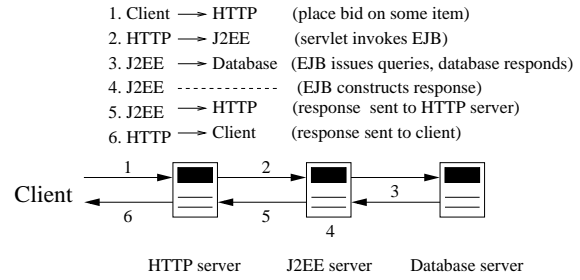 1. Client → HTTP (place bid on some item)
2. HTTP → J2EE (servlet invokes EJB)
3. J2EE → Database (EJB issues queries, database responds)
4. J2EE ------------ (EJB constructs response)
5. J2EE → HTTP (response sent to HTTP server)
6. HTTP → Client (response sent to client)
1 2
Client 3
6 5 4
HTTP server J2EE server Database server